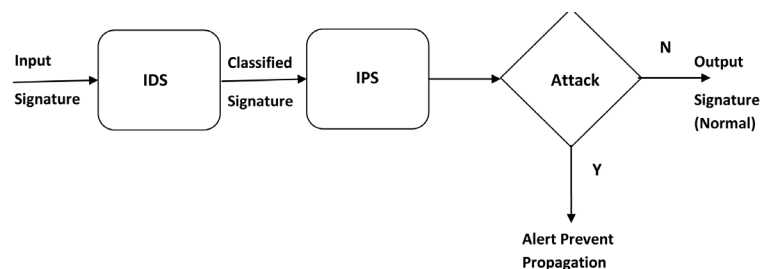 Input
Signature
IDS
Classified
Signature
IPS
Attack
N
Output
Signature
(Normal)
Y
Alert Prevent
Propagation